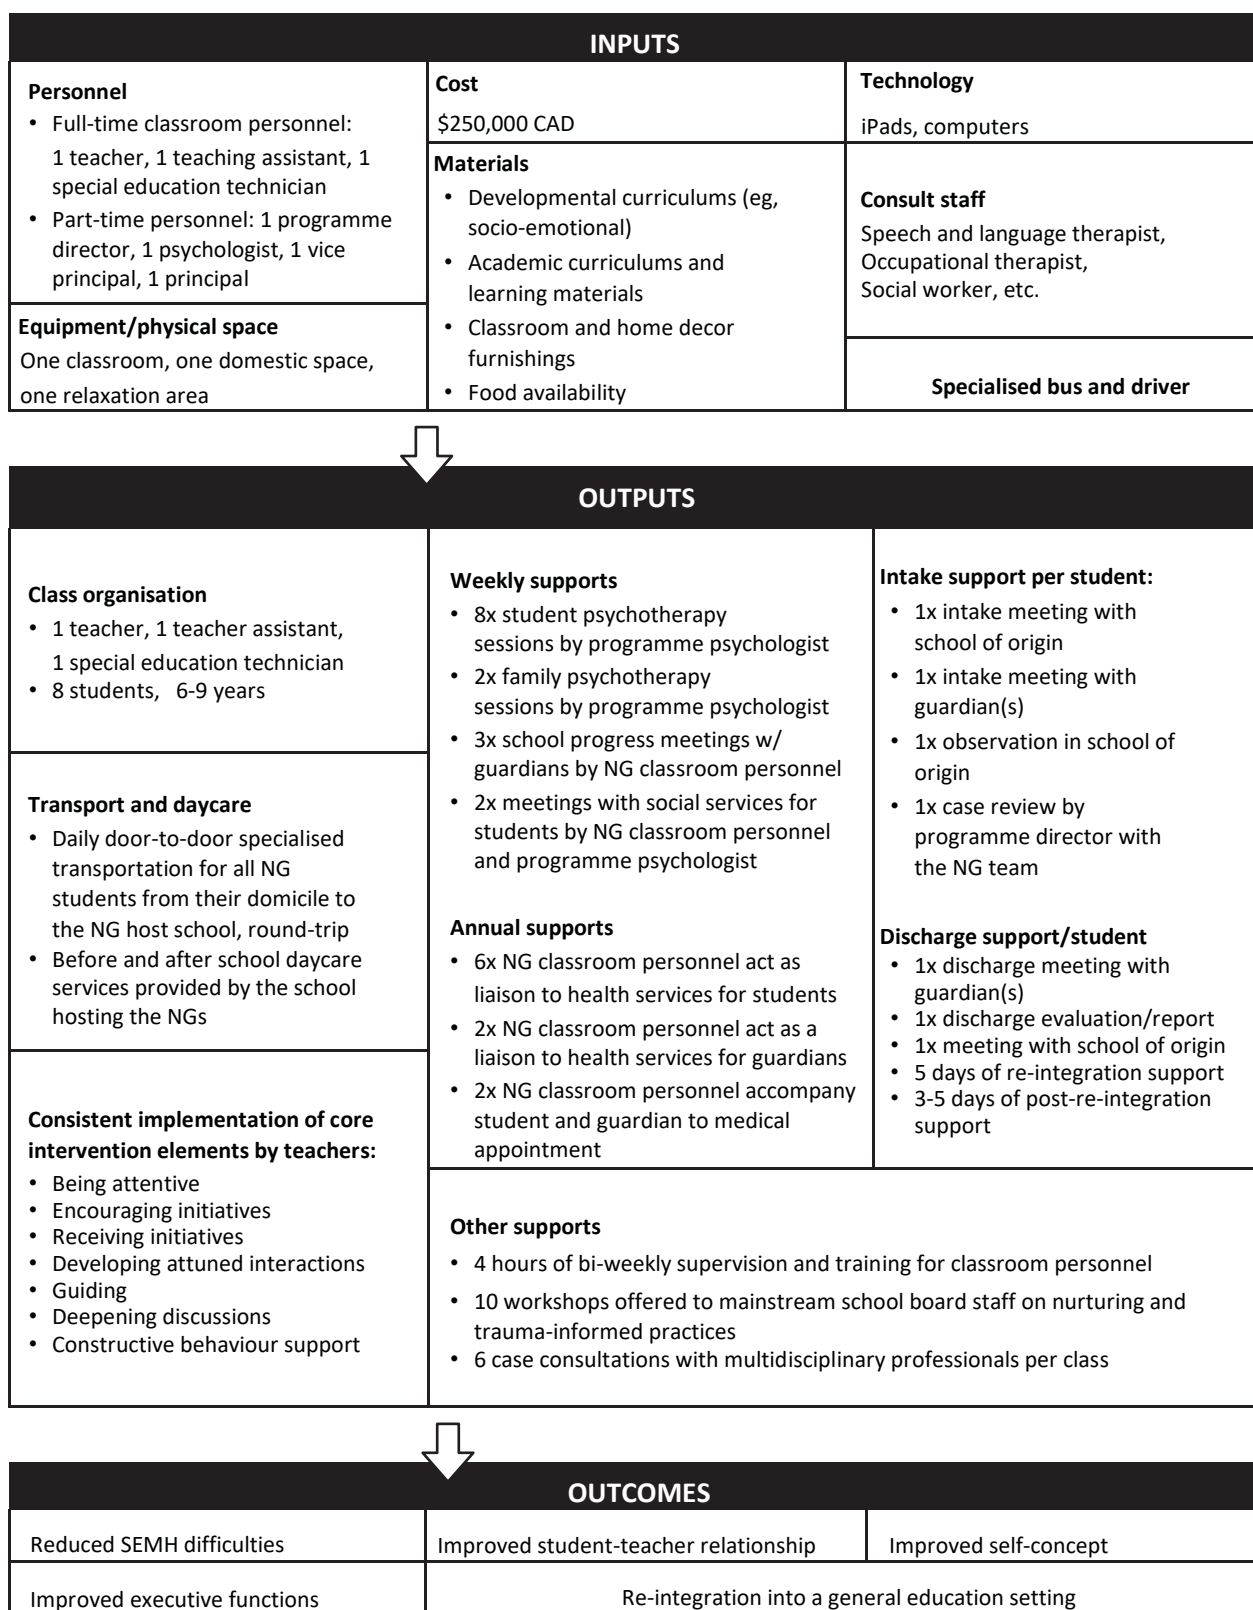 INPUTS
Personnel
• Full-time classroom personnel:
1 teacher, 1 teaching assistant, 1
special education technician
• Part-time personnel: 1 programme
director, 1 psychologist, 1 vice
principal, 1 principal
Equipment/physical space
One classroom, one domestic space,
one relaxation area
Cost
$250,000 CAD
Materials
• Developmental curriculums (eg,
socio-emotional)
• Academic curriculums and
learning materials
• Classroom and home decor
furnishings
• Food availability
Technology
iPads, computers
Consult staff
Speech and language therapist,
Occupational therapist,
Social worker, etc.
Specialised bus and driver
OUTPUTS
Class organisation
• 1 teacher, 1 teacher assistant,
1 special education technician
• 8 students, 6-9 years
Transport and daycare
• Daily door-to-door specialised
transportation for all NG
students from their domicile to
the NG host school, round-trip
• Before and after school daycare
services provided by the school
hosting the NGs
Consistent implementation of core
intervention elements by teachers:
• Being attentive
• Encouraging initiatives
• Receiving initiatives
• Developing attuned interactions
• Guiding
• Deepening discussions
• Constructive behaviour support
Weekly supports
• 8x student psychotherapy
sessions by programme psychologist
• 2x family psychotherapy
sessions by programme psychologist
• 3x school progress meetings w/
guardians by NG classroom personnel
• 2x meetings with social services for
students by NG classroom personnel
and programme psychologist
Annual supports
• 6x NG classroom personnel act as
liaison to health services for students
• 2x NG classroom personnel act as a
liaison to health services for guardians
• 2x NG classroom personnel accompany
student and guardian to medical
appointment
Intake support per student:
• 1x intake meeting with
school of origin
• 1x intake meeting with
guardian(s)
• 1x observation in school of
origin
• 1x case review by
programme director with
the NG team
Discharge support/student
• 1x discharge meeting with
guardian(s)
• 1x discharge evaluation/report
• 1x meeting with school of origin
• 5 days of re-integration support
• 3-5 days of post-re-integration
support
Other supports
• 4 hours of bi-weekly supervision and training for classroom personnel
• 10 workshops offered to mainstream school board staff on nurturing and
trauma-informed practices
• 6 case consultations with multidisciplinary professionals per class
OUTCOMES
Reduced SEMH difficulties
Improved student-teacher relationship
Improved self-concept
Improved executive functions
Re-integration into a general education setting